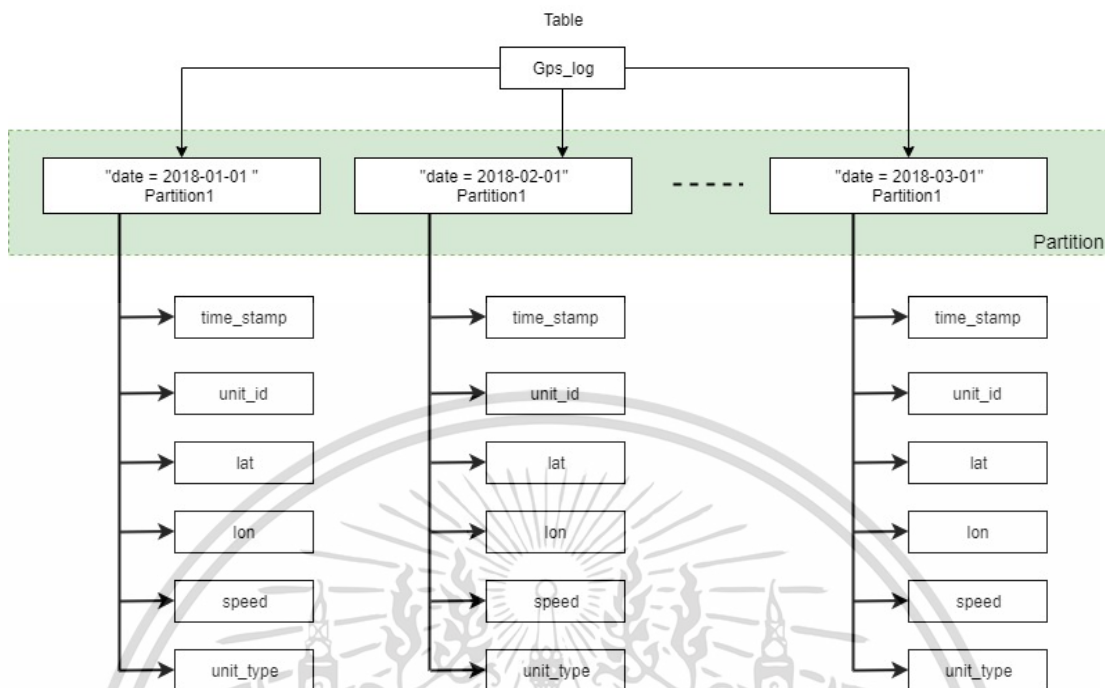 Table
Gps_log
"date = 2018-01-01 "
Partition1
"date = 2018-02-01"
Partition1
"date = 2018-03-01"
Partition1
Partition
time_stamp
unit_id
lat
lon
speed
unit_type
time_stamp
unit_id
lat
lon
speed
unit_type
time_stamp
unit_id
lat
lon
speed
unit_type